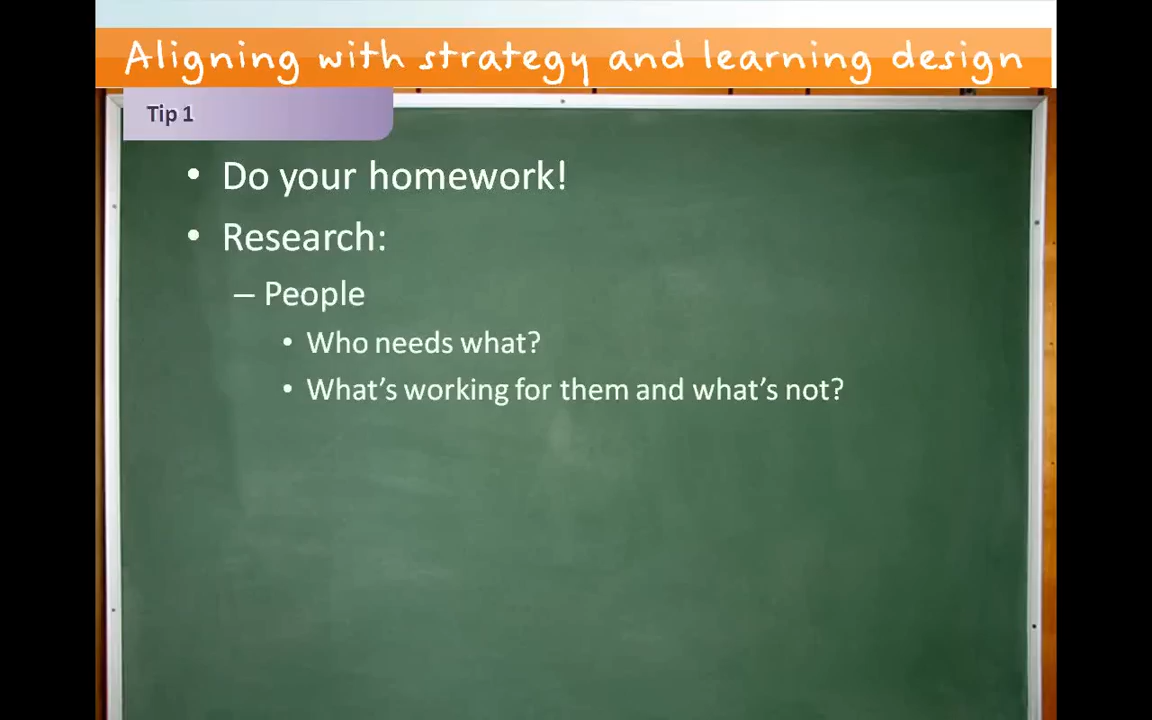 Aligning with strategy and learning design
Tip 1
• Do your homework!
• Research:
– People
• Who needs what?
• What's working for them and what's not?